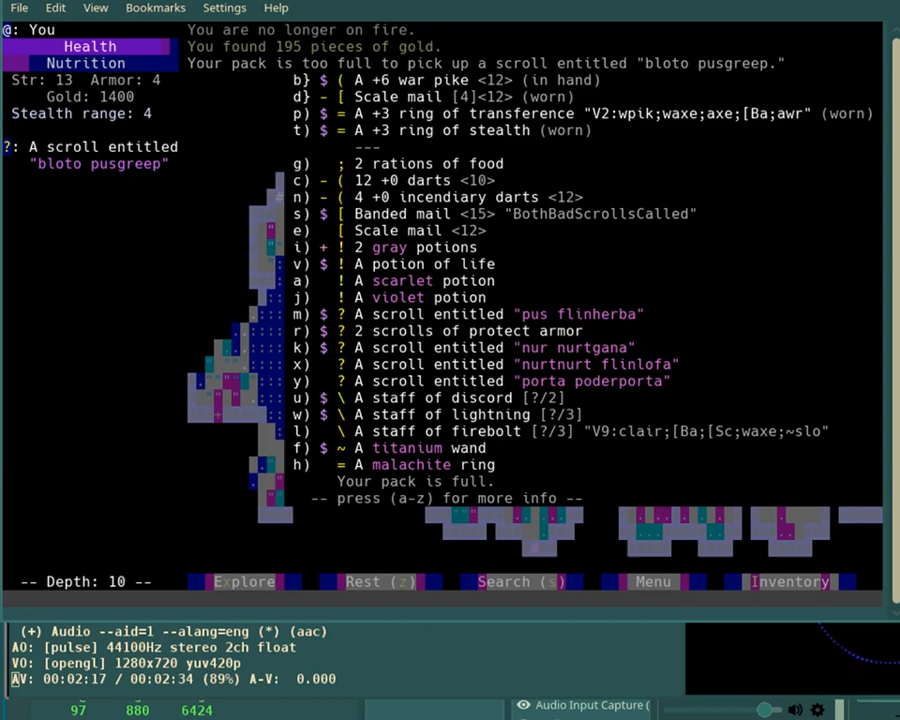 File Edit View Bookmarks Settings Help
@: You
You are no longer on fire.
Health
You found 195 pieces of gold.
Nutrition
Your pack is too full to pick up a scroll entitled "bloto pusgreep."
Str: 13 Armor: 4
b} $ ( A +6 war pike <12> (in hand)
Gold: 1400
d} - [ Scale mail [4]<12> (worn)
Stealth range: 4
p) $ = A +3 ring of transference "V2:wpik;waxe;axe;[Ba;awr" (worn)
t) $ = A +3 ring of stealth (worn)
?: A scroll entitled
"bloto pusgreep"
---
g) ; 2 rations of food
c) - ( 12 +0 darts <10>
n) - ( 4 +0 incendiary darts <12>
s) $ [ Banded mail <15> "BothBadScrollsCalled"
e) [ Scale mail <12>
i) + ! 2 gray potions
v) $ ! A potion of life
a) ! A scarlet potion
j) ! A violet potion
m) $ ? A scroll entitled "pus flinherba"
r) $ ? 2 scrolls of protect armor
k) $ ? A scroll entitled "nur nurtgana"
x) ? A scroll entitled "nurtnurt flinlofa"
y) ? A scroll entitled "porta poderporta"
u) $ \ A staff of discord [?/2]
w) $ \ A staff of lightning [?/3]
l) \ A staff of firebolt [?/3] "V9:clair;[Ba;[Sc;waxe;~slo"
f) $ ~ A titanium wand
h) = A malachite ring
Your pack is full.
-- press (a-z) for more info --
-- Depth: 10 --
Explore Rest (z) Search (s) Menu Inventory
(+) Audio --aid=1 --alang=eng (*) (aac)
AO: [pulse] 44100Hz stereo 2ch float
VO: [opengl] 1280x720 yuv420p
AV: 00:02:17 / 00:02:34 (89%) A-V: 0.000
97 880 6424
Audio Input Capture (